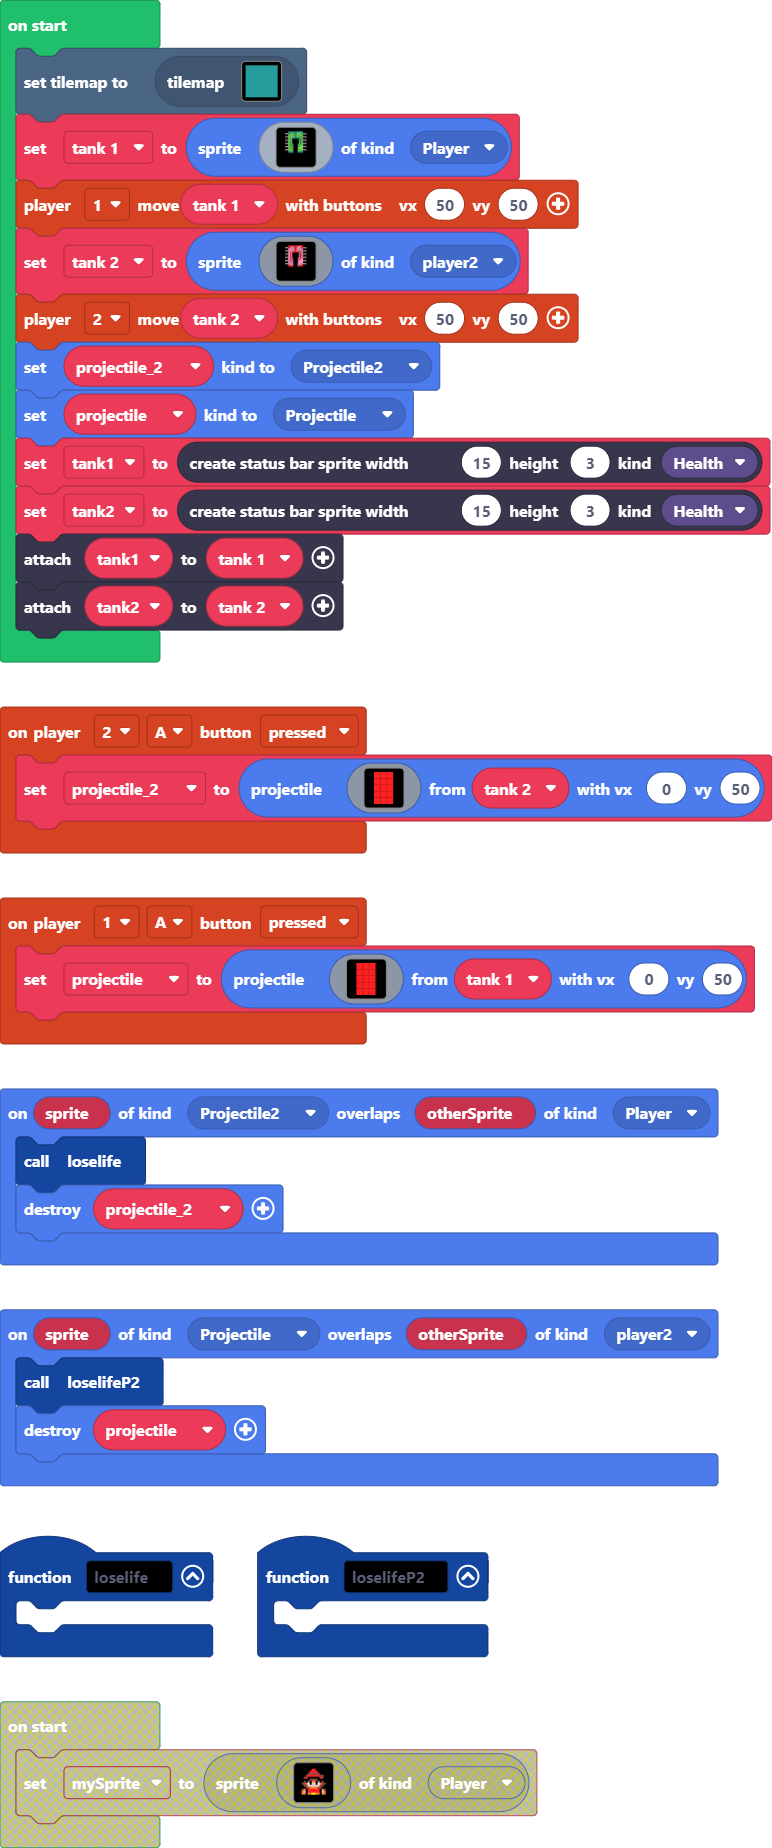 on start
set tilemap to tilemap
set tank 1 to sprite of kind Player
player 1 move tank 1 with buttons vx 50 vy 50
set tank 2 to sprite of kind player2
player 2 move tank 2 with buttons vx 50 vy 50
set projectile_2 kind to Projectile2
set projectile kind to Projectile
set tank1 to create status bar sprite width 15 height 3 kind Health
set tank2 to create status bar sprite width 15 height 3 kind Health
attach tank1 to tank 1
attach tank2 to tank 2
on player 2 A button pressed
set projectile_2 to projectile from tank 2 with vx 0 vy 50
on player 1 A button pressed
set projectile to projectile from tank 1 with vx 0 vy 50
on sprite of kind Projectile2 overlaps otherSprite of kind Player
call loselife
destroy projectile_2
on sprite of kind Projectile overlaps otherSprite of kind player2
call loselifeP2
destroy projectile
function loselife
function loselifeP2
on start
set mySprite to sprite of kind Player